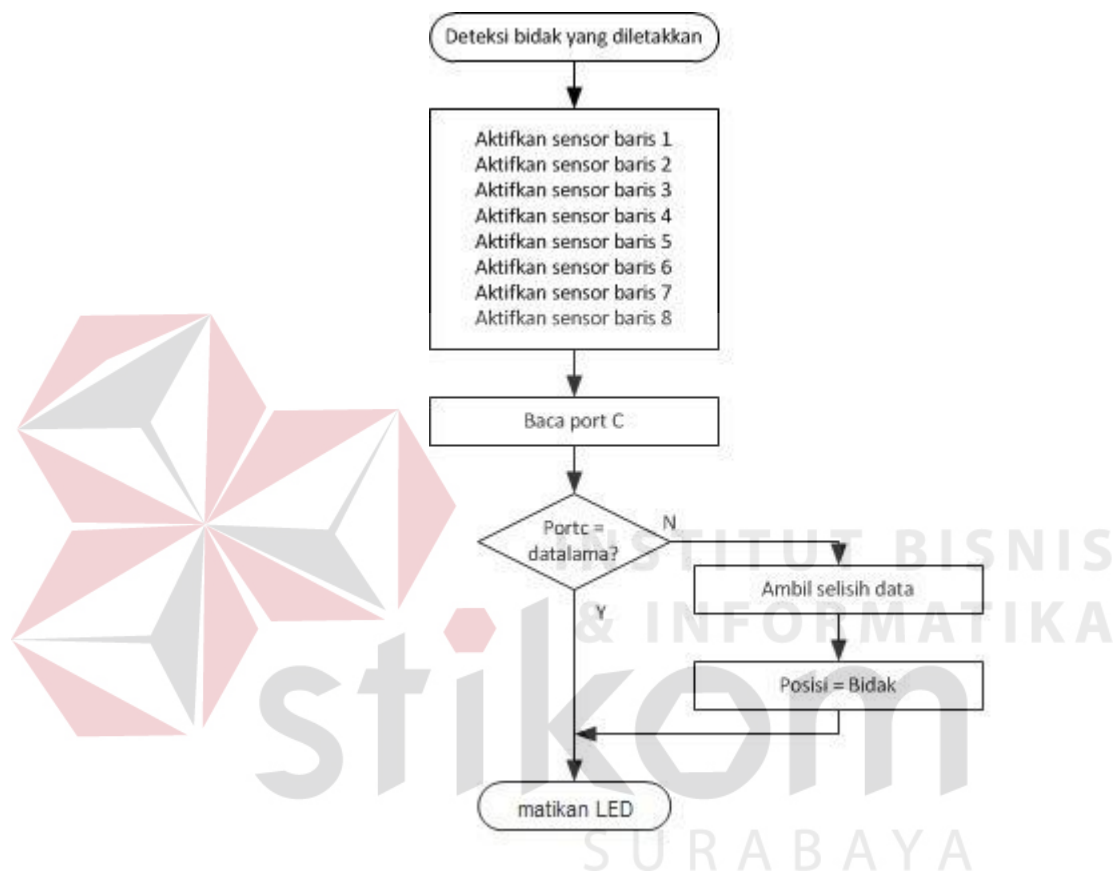 Deteksi bidak yang diletakkan
Aktifkan sensor baris 1
Aktifkan sensor baris 2
Aktifkan sensor baris 3
Aktifkan sensor baris 4
Aktifkan sensor baris 5
Aktifkan sensor baris 6
Aktifkan sensor baris 7
Aktifkan sensor baris 8
Baca port C
Portc =
datalama?
N
Y
Ambil selisih data
Posisi = Bidak
matikan LED
INSTITUT BISNIS
& INFORMATIKA
stikom
SURABAYA